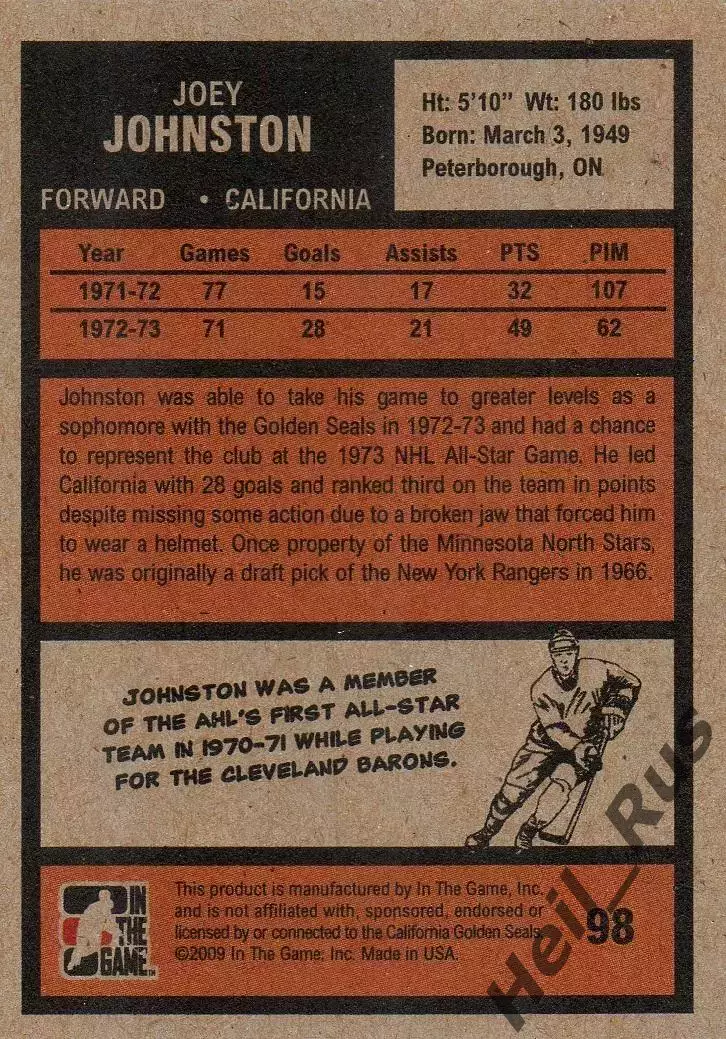 JOEY
JOHNSTON
FORWARD • CALIFORNIA
Ht: 5'10" Wt: 180 lbs
Born: March 3, 1949
Peterborough, ON
Year Games Goals Assists PTS PIM
1971-72 77 15 17 32 107
1972-73 71 28 21 49 62
Johnston was able to take his game to greater levels as a
sophomore with the Golden Seals in 1972-73 and had a chance
to represent the club at the 1973 NHL All-Star Game. He led
California with 28 goals and ranked third on the team in points
despite missing some action due to a broken jaw that forced him
to wear a helmet. Once property of the Minnesota North Stars,
he was originally a draft pick of the New York Rangers in 1966.
JOHNSTON WAS A MEMBER
OF THE AHL'S FIRST ALL-STAR
TEAM IN 1970-71 WHILE PLAYING
FOR THE CLEVELAND BARONS.
IN
THE
GAME™
This product is manufactured by In The Game, Inc.
and is not affiliated with, sponsored, endorsed or
licensed by or connected to the California Golden Seals.
©2009 In The Game, Inc. Made in USA.
98
Heil_Rus